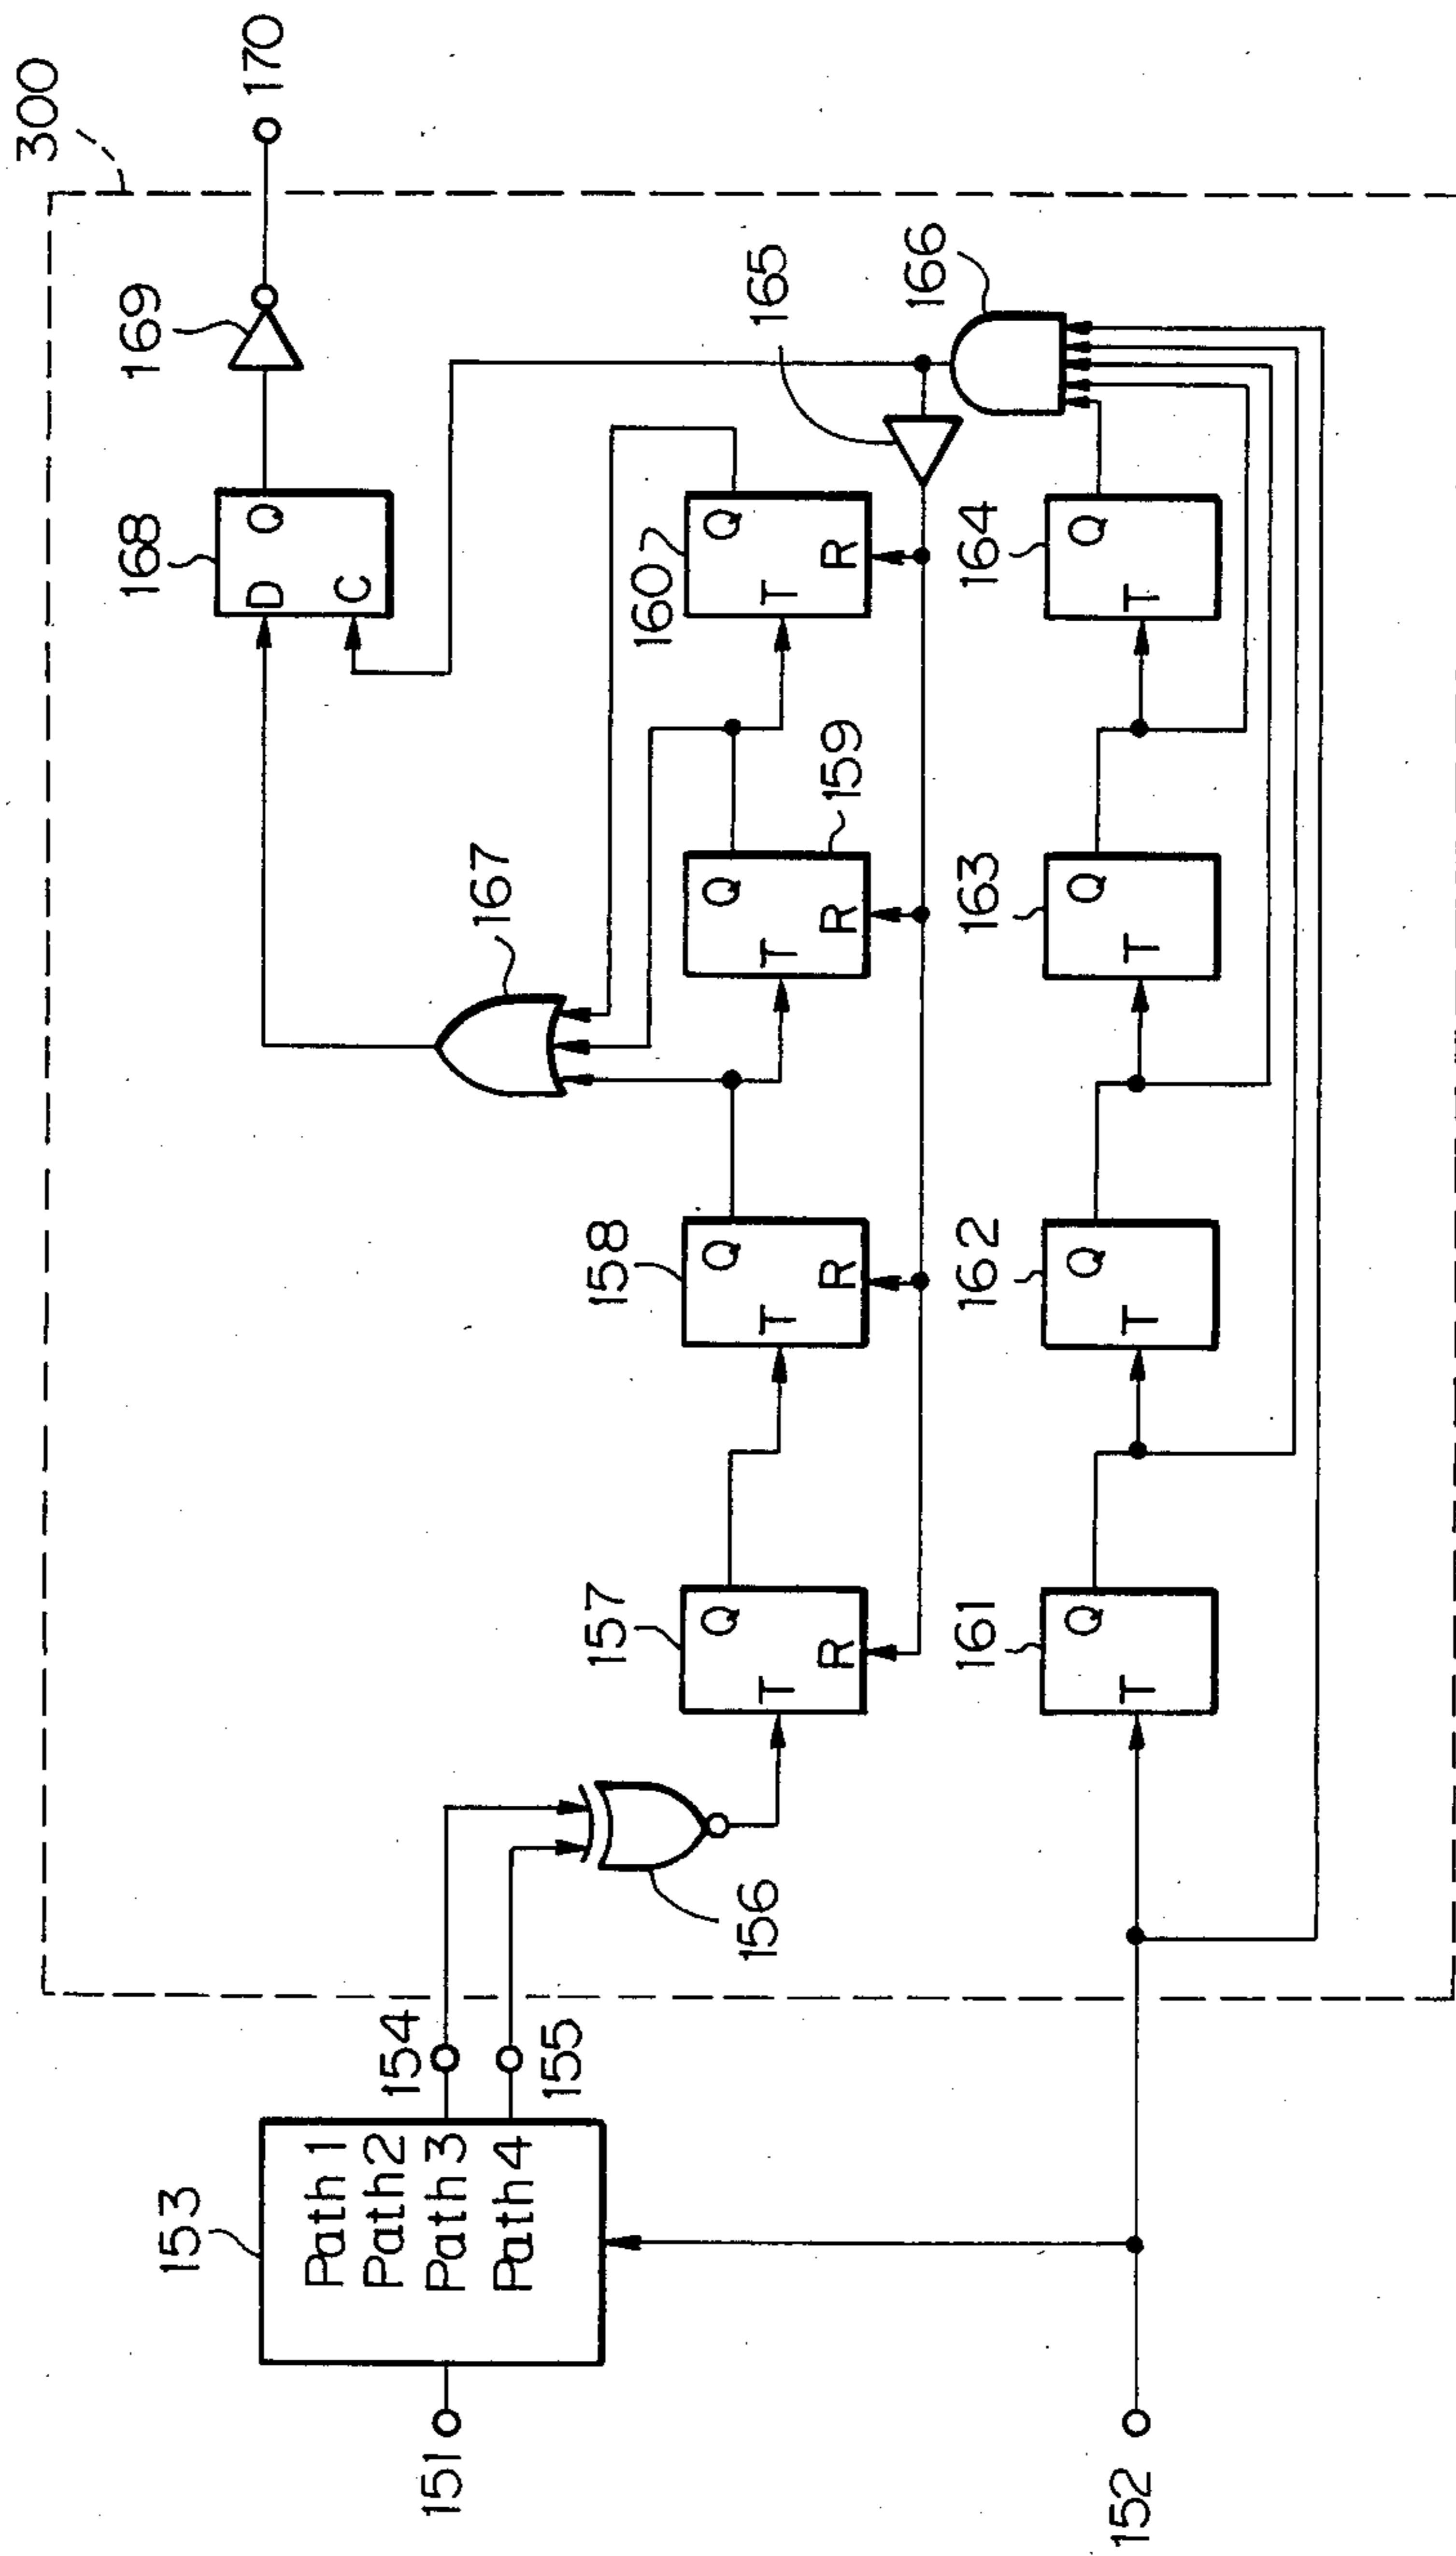 300
170
169
168
D Q
C
167
165
166
160
Q
T
R
159
Q
T
R
158
Q
T
R
157
Q
T
R
164
Q
T
163
Q
T
162
Q
T
161
Q
T
156
154
155
153
Path 1
Path 2
Path 3
Path 4
151
152